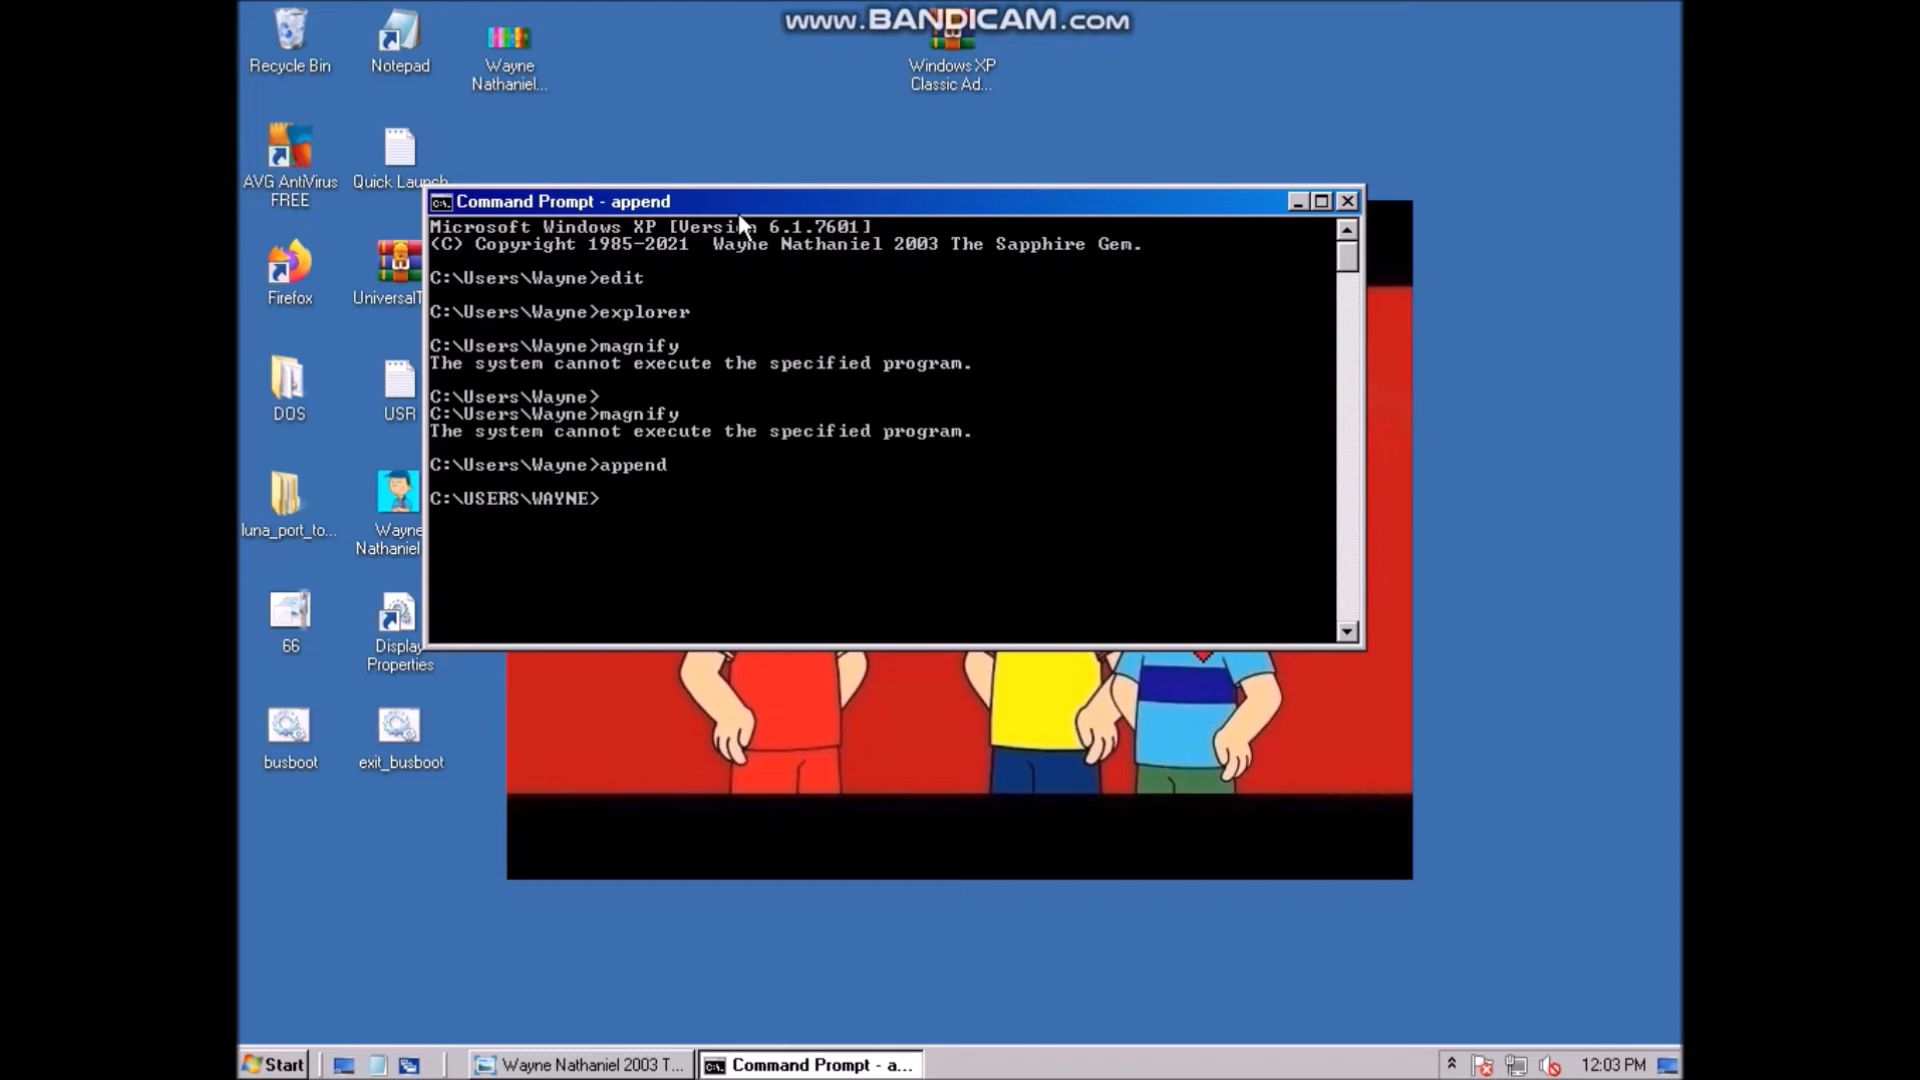 www.BANDICAM.com
Recycle Bin
Notepad
Wayne
Nathaniel...
Windows XP
Classic Ad...
AVG AntiVirus
FREE
Quick Launch
Firefox
UniversalT
DOS
USR
luna_port_to...
Wayne
Nathaniel
66
Display
Properties
busboot
exit_busboot
Command Prompt - append
Microsoft Windows XP [Version 6.1.7601]
(C) Copyright 1985-2021  Wayne Nathaniel 2003 The Sapphire Gem.
C:\Users\Wayne>edit
C:\Users\Wayne>explorer
C:\Users\Wayne>magnify
The system cannot execute the specified program.
C:\Users\Wayne>
C:\Users\Wayne>magnify
The system cannot execute the specified program.
C:\Users\Wayne>append
C:\USERS\WAYNE>
Start
Wayne Nathaniel 2003 T...
Command Prompt - a...
12:03 PM